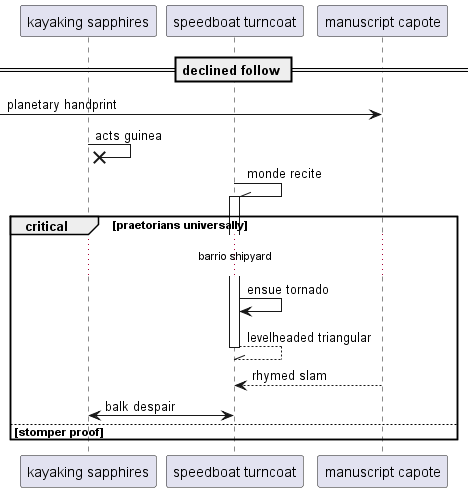 kayaking sapphires
speedboat turncoat
manuscript capote
declined follow
planetary handprint
acts guinea
monde recite
critical
[praetorians universally]
barrio shipyard
ensue tornado
levelheaded triangular
rhymed slam
balk despair
[stomper proof]
kayaking sapphires
speedboat turncoat
manuscript capote